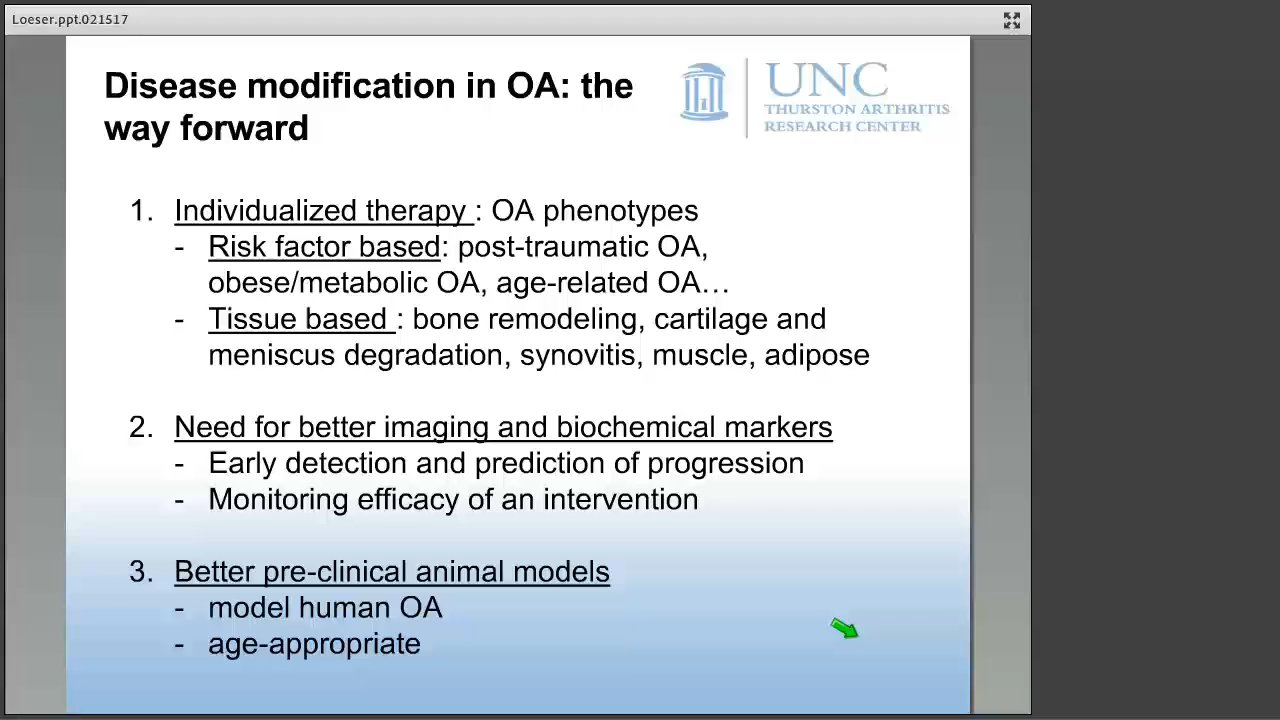 Loeser.ppt.021517
Disease modification in OA: the
way forward
UNC
THURSTON ARTHRITIS
RESEARCH CENTER
1. Individualized therapy : OA phenotypes
- Risk factor based: post-traumatic OA,
obese/metabolic OA, age-related OA…
- Tissue based : bone remodeling, cartilage and
meniscus degradation, synovitis, muscle, adipose
2. Need for better imaging and biochemical markers
- Early detection and prediction of progression
- Monitoring efficacy of an intervention
3. Better pre-clinical animal models
- model human OA
- age-appropriate